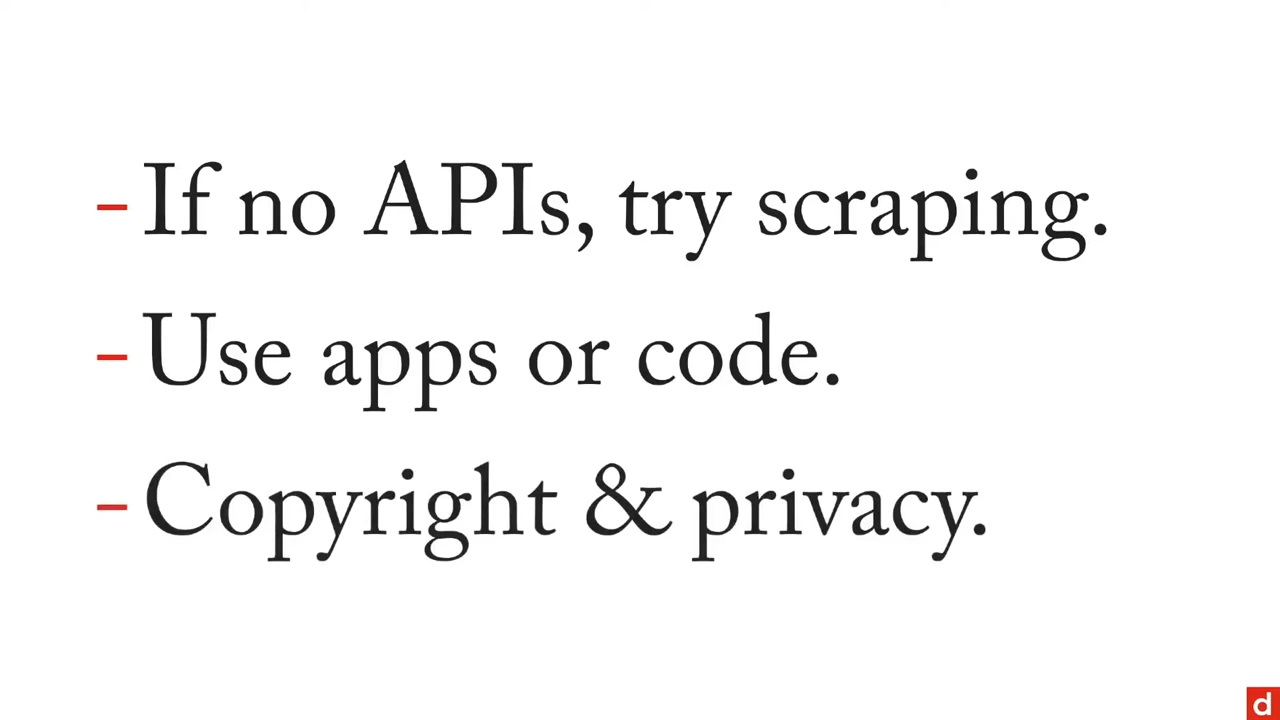 - If no APIs, try scraping.
- Use apps or code.
- Copyright & privacy.
d